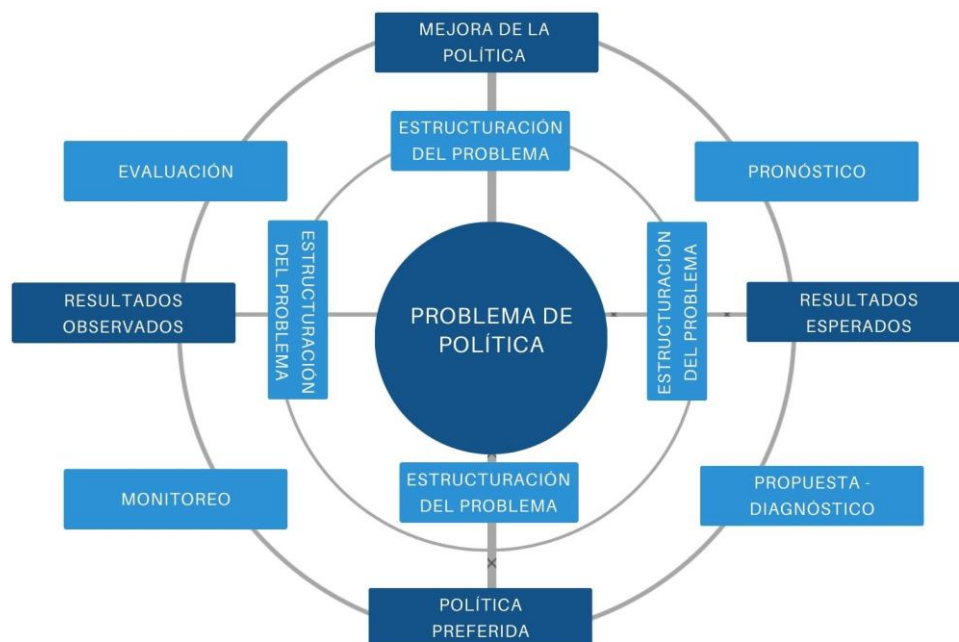 MEJORA DE LA
POLÍTICA
ESTRUCTURACIÓN
DEL PROBLEMA
EVALUACIÓN
PRONÓSTICO
ESTRUCTURACIÓN
DEL PROBLEMA
ESTRUCTURACIÓN
DEL PROBLEMA
RESULTADOS
OBSERVADOS
PROBLEMA DE
POLÍTICA
RESULTADOS
ESPERADOS
ESTRUCTURACIÓN
DEL PROBLEMA
MONITOREO
PROPUESTA -
DIAGNÓSTICO
POLÍTICA
PREFERIDA